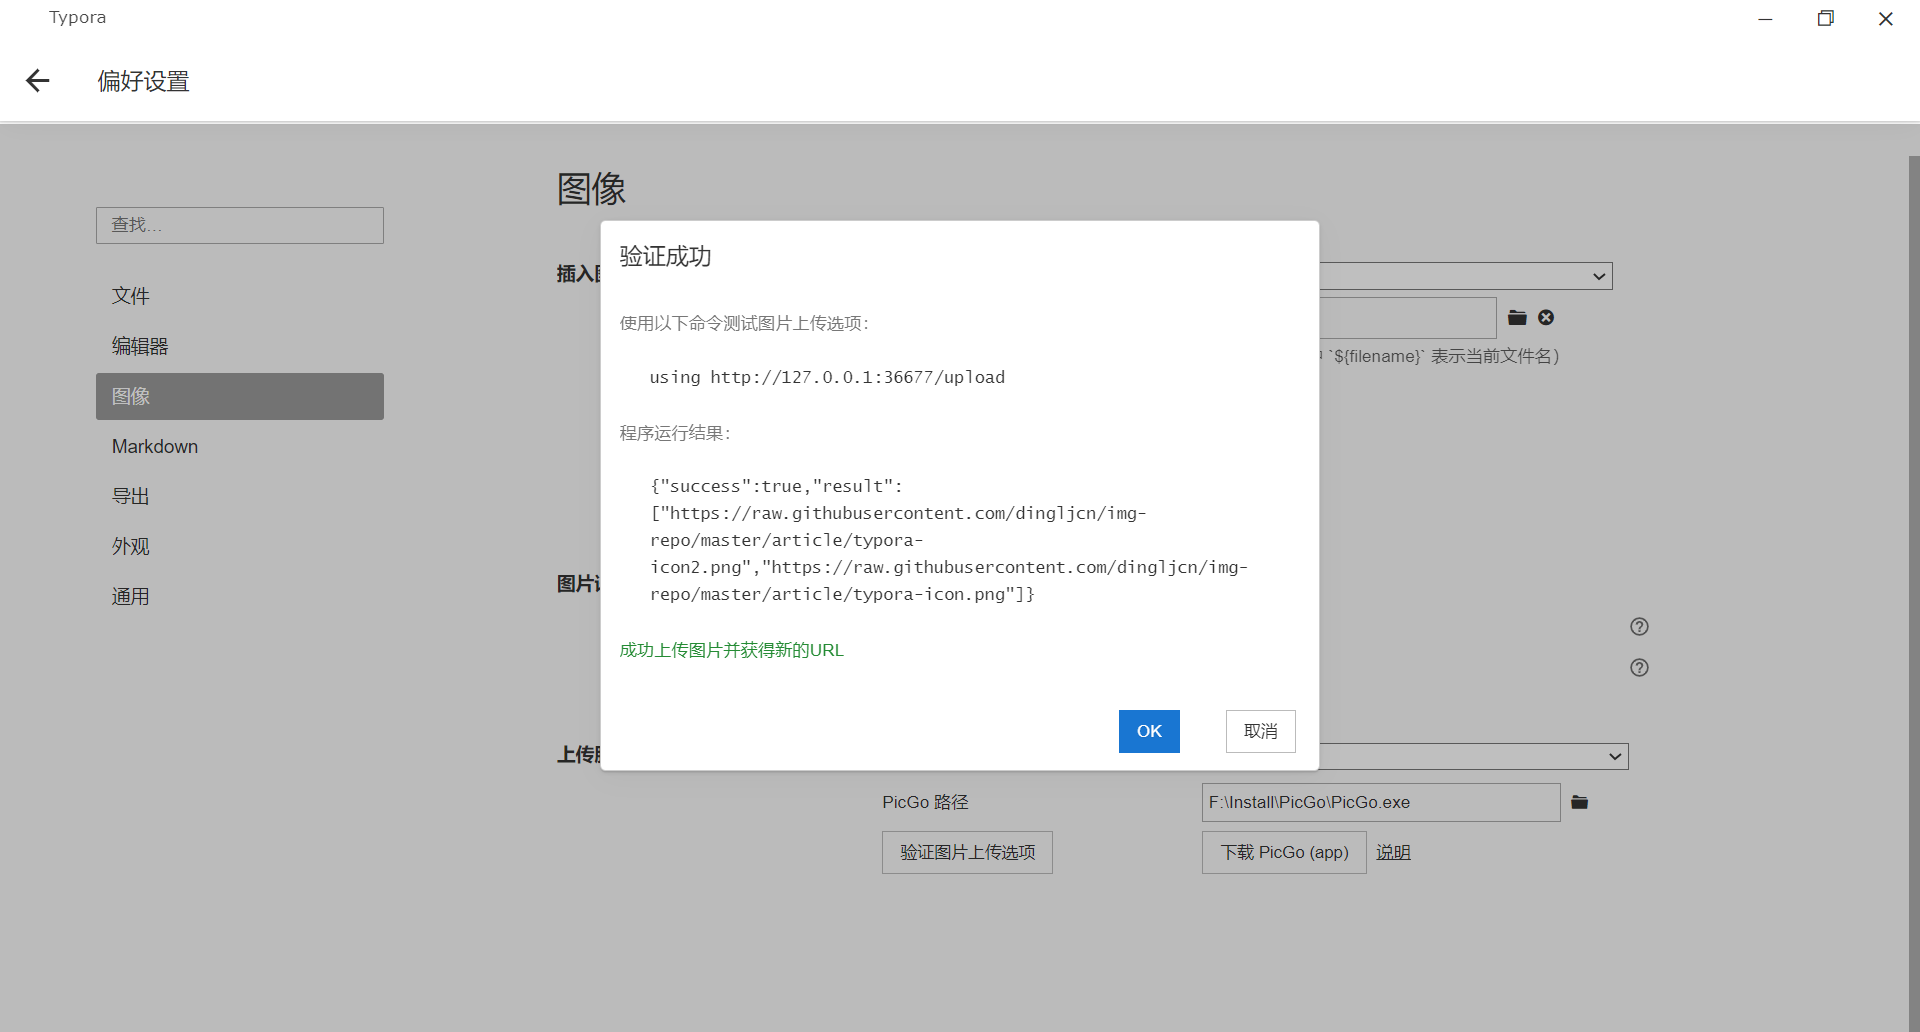 Typora
偏好设置
图像
查找...
文件
编辑器
图像
Markdown
导出
外观
通用
插入
`${filename}` 表示当前文件名)
图片
上传
验证成功
使用以下命令测试图片上传选项:
using http://127.0.0.1:36677/upload
程序运行结果:
{"success":true,"result":
["https://raw.githubusercontent.com/dingljcn/img-
repo/master/article/typora-
icon2.png","https://raw.githubusercontent.com/dingljcn/img-
repo/master/article/typora-icon.png"]}
成功上传图片并获得新的URL
OK
取消
PicGo 路径
F:\Install\PicGo\PicGo.exe
验证图片上传选项
下载 PicGo (app)
说明